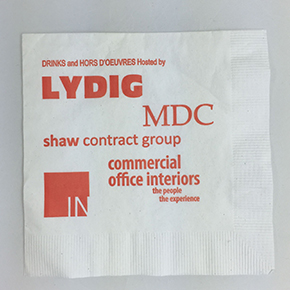 DRINKS and HORS D'OEUVRES Hosted by
LYDIG
MDC
shaw contract group
commercial
office interiors
the people
the experience
IN